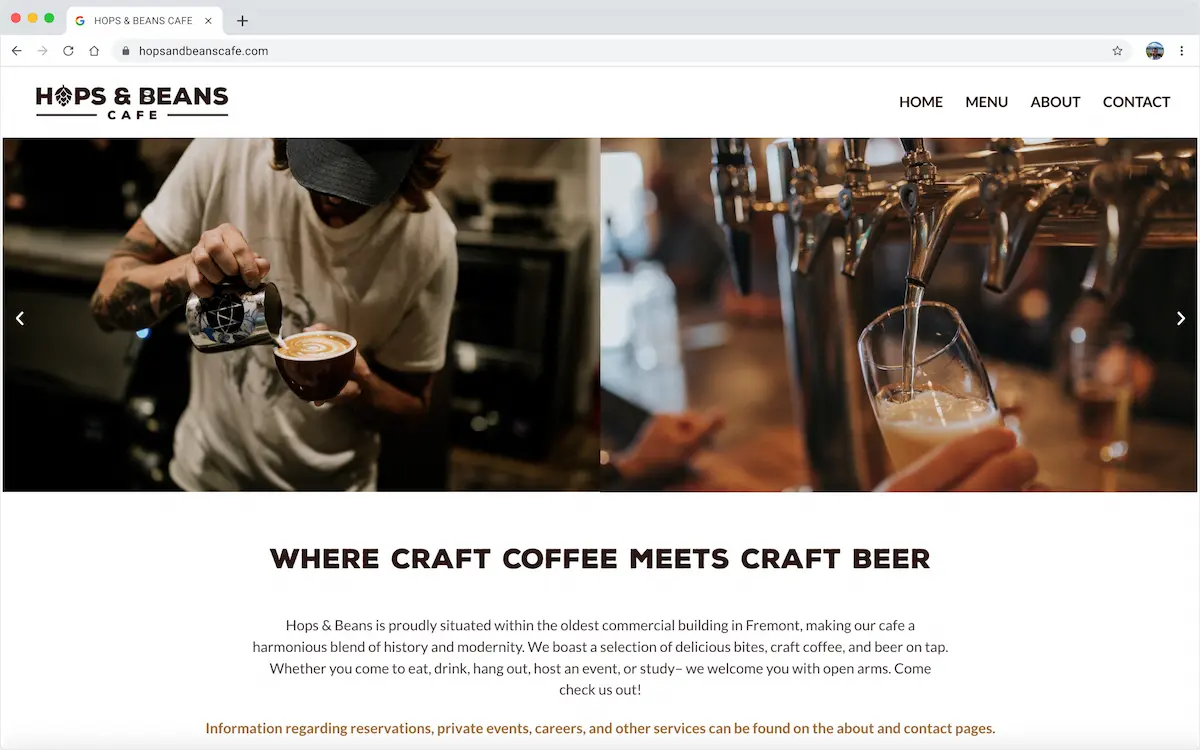 HOPS & BEANS CAFE
hopsandbeanscafe.com
HOPS & BEANS
CAFE
HOME MENU ABOUT CONTACT
WHERE CRAFT COFFEE MEETS CRAFT BEER
Hops & Beans is proudly situated within the oldest commercial building in Fremont, making our cafe a
harmonious blend of history and modernity. We boast a selection of delicious bites, craft coffee, and beer on tap.
Whether you come to eat, drink, hang out, host an event, or study– we welcome you with open arms. Come
check us out!
Information regarding reservations, private events, careers, and other services can be found on the about and contact pages.